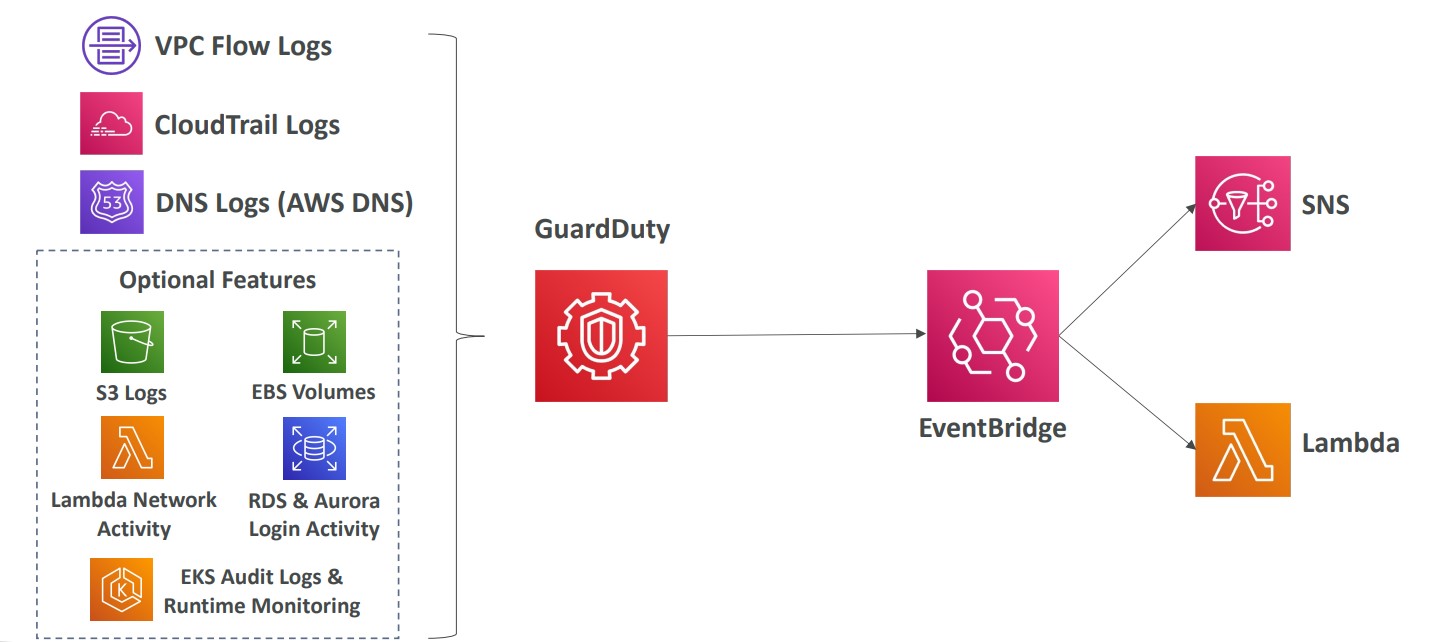 VPC Flow Logs
CloudTrail Logs
53
DNS Logs (AWS DNS)
Optional Features
S3 Logs
EBS Volumes
Lambda Network
Activity
RDS & Aurora
Login Activity
K
EKS Audit Logs &
Runtime Monitoring
GuardDuty
EventBridge
SNS
Lambda